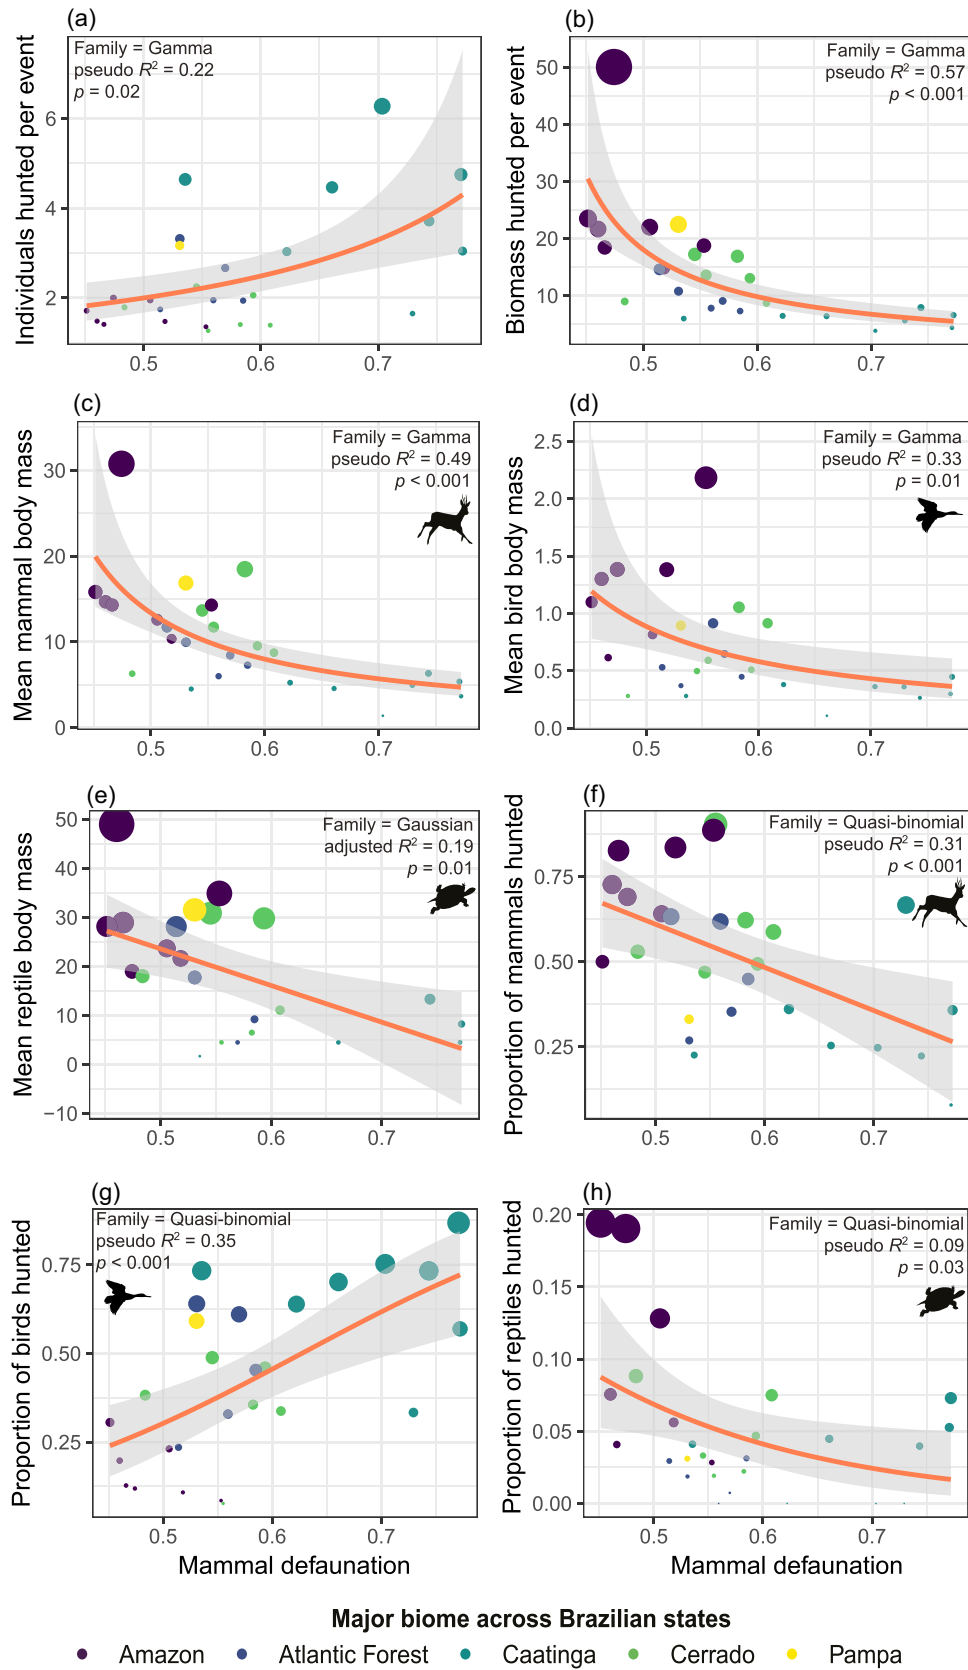 (a)
Family = Gamma
pseudo R² = 0.22
p = 0.02
Individuals hunted per event
6
4
2
0.5
0.6
0.7
(b)
Family = Gamma
pseudo R² = 0.57
p < 0.001
Biomass hunted per event
50
40
30
20
10
0.5
0.6
0.7
(c)
Family = Gamma
pseudo R² = 0.49
p < 0.001
Mean mammal body mass
30
20
10
0
0.5
0.6
0.7
(d)
Family = Gamma
pseudo R² = 0.33
p = 0.01
Mean bird body mass
2.5
2.0
1.5
1.0
0.5
0.0
0.5
0.6
0.7
(e)
Family = Gaussian
adjusted R² = 0.19
p = 0.01
Mean reptile body mass
50
40
30
20
10
0
−10
0.5
0.6
0.7
(f)
Family = Quasi-binomial
pseudo R² = 0.31
p < 0.001
Proportion of mammals hunted
0.75
0.50
0.25
0.5
0.6
0.7
(g)
Family = Quasi-binomial
pseudo R² = 0.35
p < 0.001
Proportion of birds hunted
0.75
0.50
0.25
0.5
0.6
0.7
Mammal defaunation
(h)
Family = Quasi-binomial
pseudo R² = 0.09
p = 0.03
Proportion of reptiles hunted
0.20
0.15
0.10
0.05
0.00
0.5
0.6
0.7
Mammal defaunation
Major biome across Brazilian states
Amazon
Atlantic Forest
Caatinga
Cerrado
Pampa